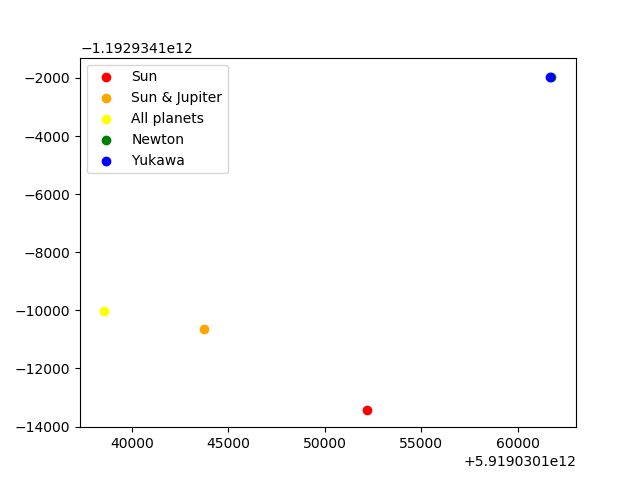 −1.1929341e12
Sun
Sun & Jupiter
All planets
Newton
Yukawa
−2000
−4000
−6000
−8000
−10000
−12000
−14000
40000 45000 50000 55000 60000
+5.9190301e12